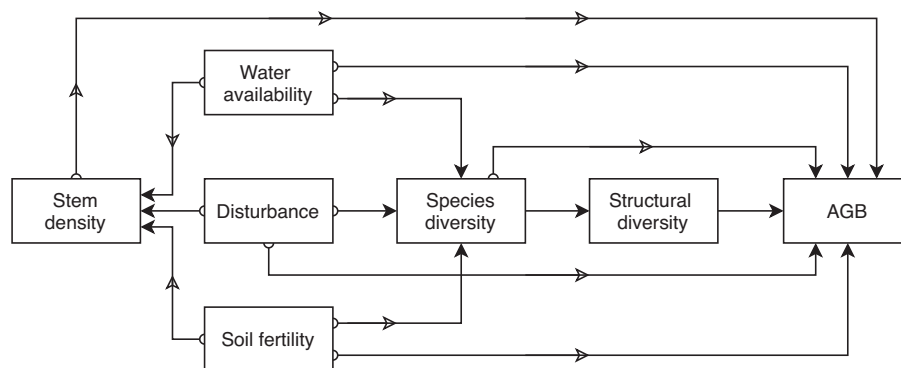 Water
availability
Stem
density
Disturbance
Species
diversity
Structural
diversity
AGB
Soil fertility